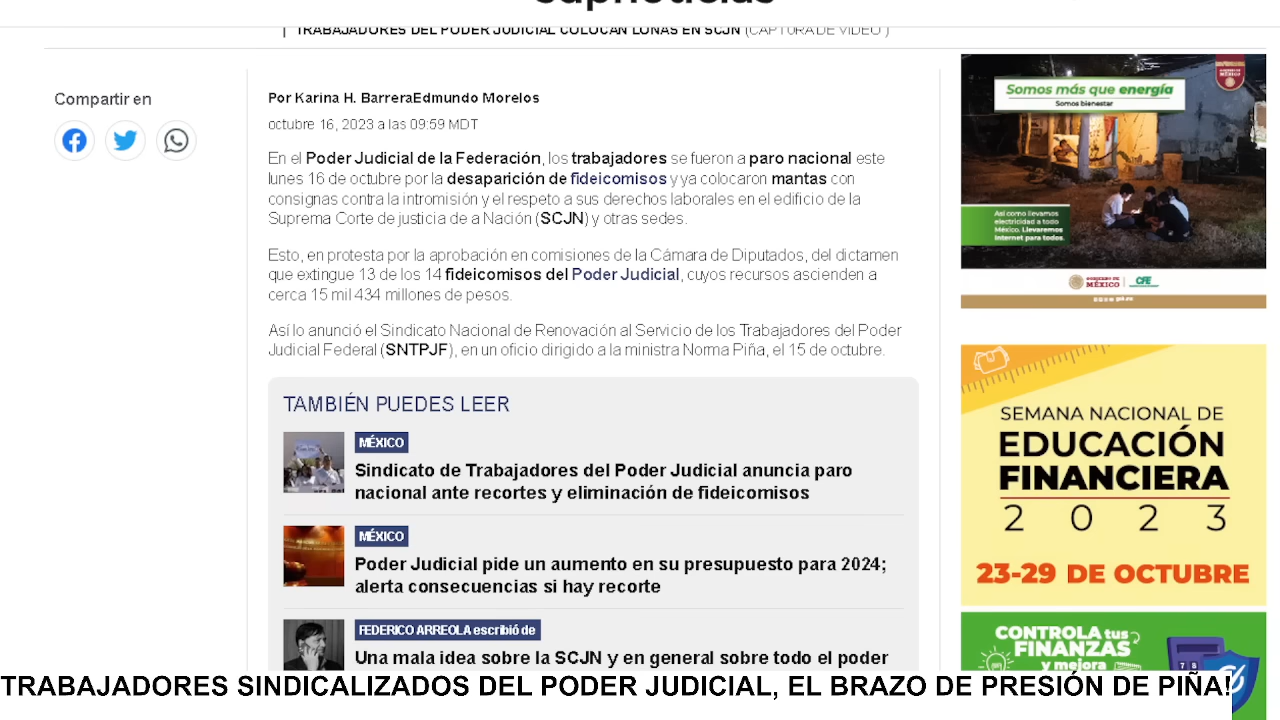 TRABAJADORES DEL PODER JUDICIAL COLOCAN LONAS EN SCJN (CAPTURA DE VIDEO )
Compartir en
Por Karina H. BarreraEdmundo Morelos
octubre 16, 2023 a las 09:59 MDT
En el Poder Judicial de la Federación, los trabajadores se fueron a paro nacional este
lunes 16 de octubre por la desaparición de fideicomisos y ya colocaron mantas con
consignas contra la intromisión y el respeto a sus derechos laborales en el edificio de la
Suprema Corte de justicia de a Nación (SCJN) y otras sedes.
Esto, en protesta por la aprobación en comisiones de la Cámara de Diputados, del dictamen
que extingue 13 de los 14 fideicomisos del Poder Judicial, cuyos recursos ascienden a
cerca 15 mil 434 millones de pesos.
Así lo anunció el Sindicato Nacional de Renovación al Servicio de los Trabajadores del Poder
Judicial Federal (SNTPJF), en un oficio dirigido a la ministra Norma Piña, el 15 de octubre.
TAMBIÉN PUEDES LEER
MÉXICO
Sindicato de Trabajadores del Poder Judicial anuncia paro
nacional ante recortes y eliminación de fideicomisos
MÉXICO
Poder Judicial pide un aumento en su presupuesto para 2024;
alerta consecuencias si hay recorte
FEDERICO ARREOLA escribió de
Una mala idea sobre la SCJN y en general sobre todo el poder
Somos más que energía
Somos bienestar
Así como llevamos
electricidad a todo
México. Llevaremos
internet para todos.
GOBIERNO DE
MÉXICO
CFE
SEMANA NACIONAL DE
EDUCACIÓN
FINANCIERA
2 0 2 3
23-29 DE OCTUBRE
CONTROLA tus
FINANZAS
y mejora
TRABAJADORES SINDICALIZADOS DEL PODER JUDICIAL, EL BRAZO DE PRESIÓN DE PIÑA!